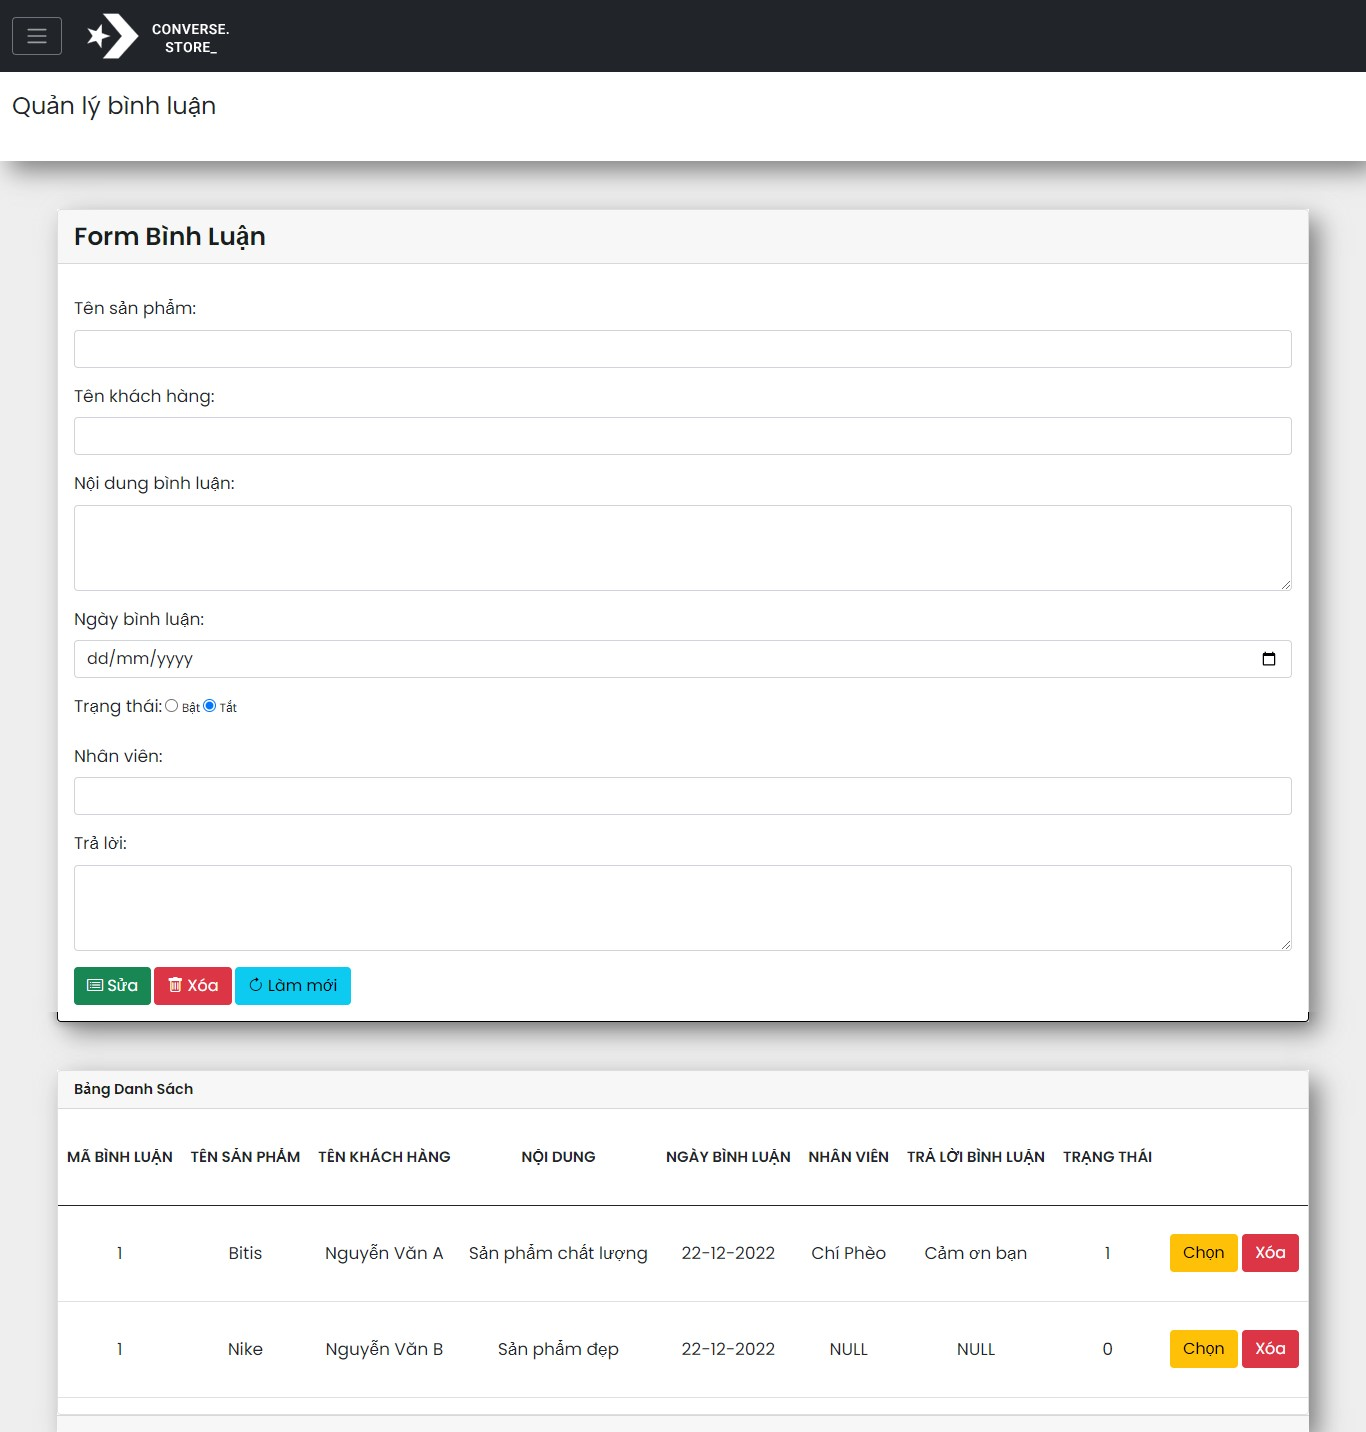 CONVERSE.
STORE_
Quản lý bình luận
Form Bình Luận
Tên sản phẩm:
Tên khách hàng:
Nội dung bình luận:
Ngày bình luận:
dd/mm/yyyy
Trạng thái: Bật Tắt
Nhân viên:
Trả lời:
Sửa Xóa Làm mới
Bảng Danh Sách
MÃ BÌNH LUẬN TÊN SẢN PHẨM TÊN KHÁCH HÀNG NỘI DUNG NGÀY BÌNH LUẬN NHÂN VIÊN TRẢ LỜI BÌNH LUẬN TRẠNG THÁI
1 Bitis Nguyễn Văn A Sản phẩm chất lượng 22-12-2022 Chí Phèo Cảm ơn bạn 1 Chọn Xóa
1 Nike Nguyễn Văn B Sản phẩm đẹp 22-12-2022 NULL NULL 0 Chọn Xóa